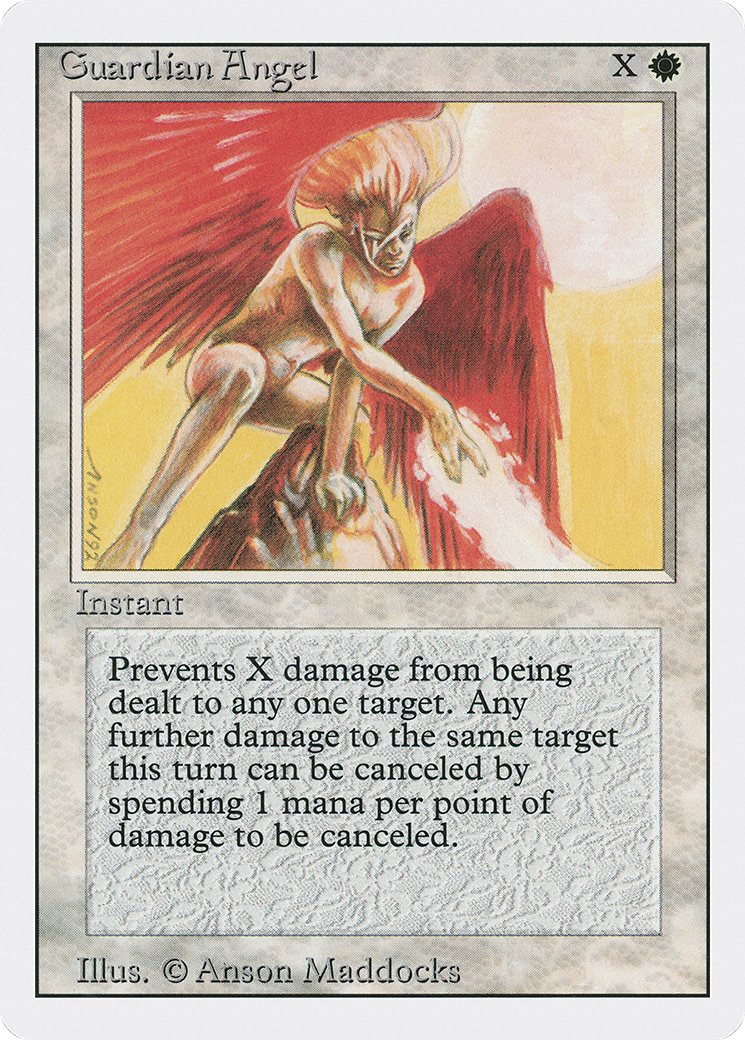 Guardian Angel X
ANSON92
Instant
Prevents X damage from being
dealt to any one target. Any
further damage to the same target
this turn can be canceled by
spending 1 mana per point of
damage to be canceled.
Illus. © Anson Maddocks